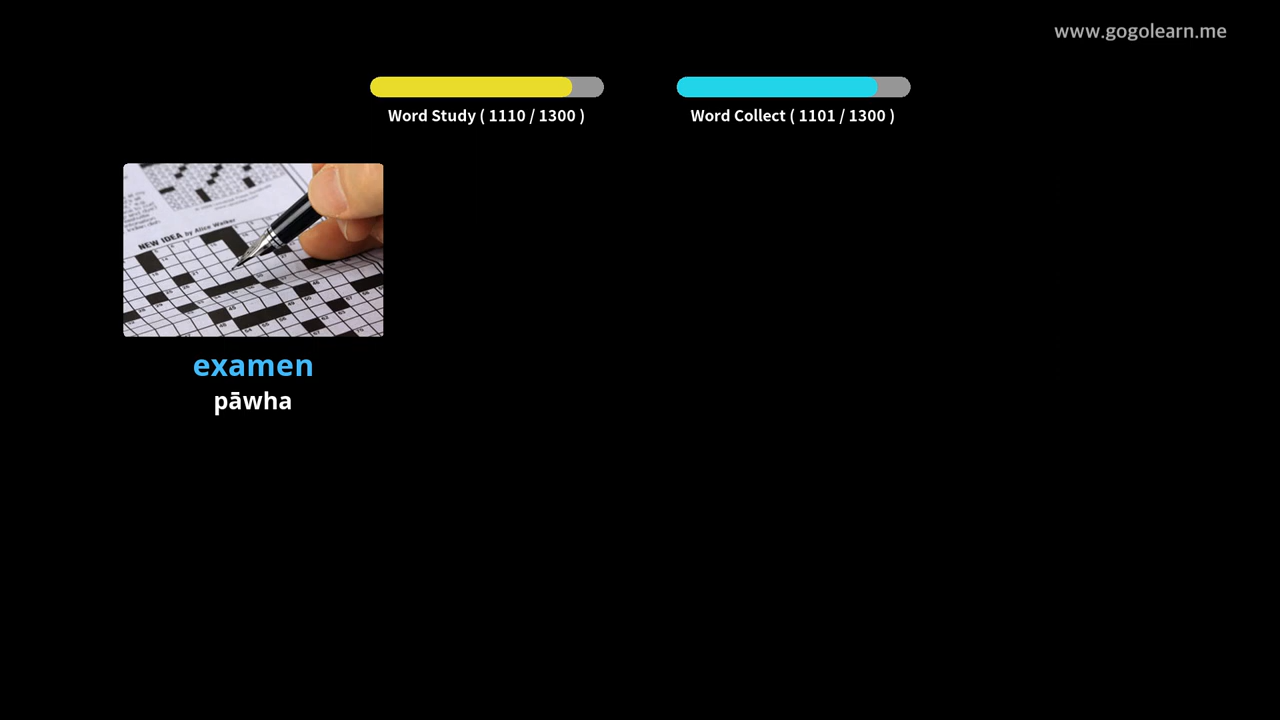 www.gogolearn.me
Word Study ( 1110 / 1300 )
Word Collect ( 1101 / 1300 )
NEW IDEA by Alice Walker
examen
pāwha